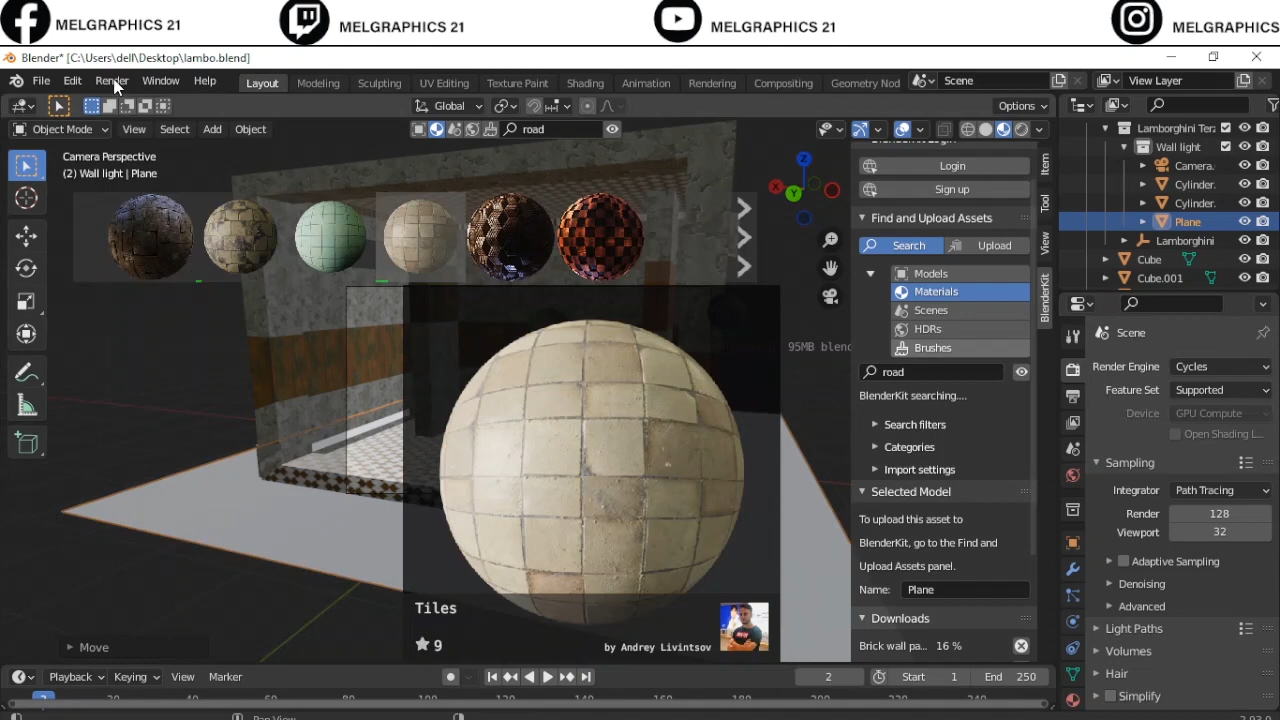 MELGRAPHICS 21 MELGRAPHICS 21 MELGRAPHICS 21 MELGRAPHICS
Blender* [C:\Users\dell\Desktop\lambo.blend]
File Edit Render Window Help Layout Modeling Sculpting UV Editing Texture Paint Shading Animation Rendering Compositing Geometry Nod Scene View Layer
Global Options
Object Mode View Select Add Object road
Camera Perspective
(2) Wall light | Plane
Lamborghini Terz
Wall light
Camera.
Cylinder.
Cylinder.
Plane
Lamborghini
Cube
Cube.001
Item
Tool
View
BlenderKit
Login
Sign up
Find and Upload Assets
Search Upload
Models
Materials
Scenes
HDRs
Brushes
road
BlenderKit searching....
Search filters
Categories
Import settings
Selected Model
To upload this asset to
BlenderKit, go to the Find and
Upload Assets panel.
Name: Plane
Downloads
Brick wall pa... 16 %
95MB blen
Tiles
9
by Andrey Livintsov
Move
Scene
Render Engine Cycles
Feature Set Supported
Device GPU Compute
Open Shading L...
Sampling
Integrator Path Tracing
Render 128
Viewport 32
Adaptive Sampling
Denoising
Advanced
Light Paths
Volumes
Hair
Simplify
Playback Keying View Marker 2 Start 1 End 250